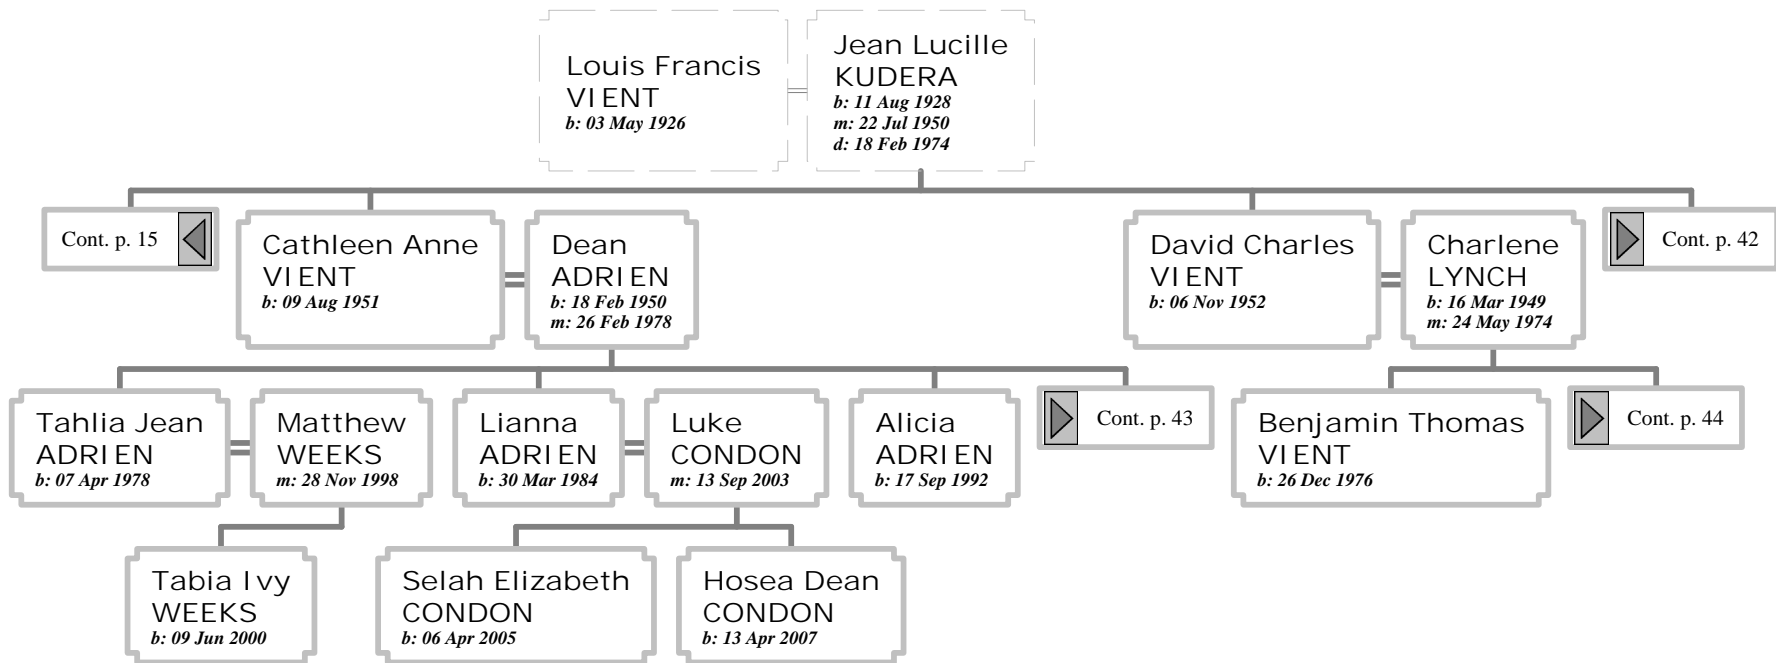 Louis Francis
VIENT
b: 03 May 1926
Jean Lucille
KUDERA
b: 11 Aug 1928
m: 22 Jul 1950
d: 18 Feb 1974
Cont. p. 15
Cathleen Anne
VIENT
b: 09 Aug 1951
Dean
ADRIEN
b: 18 Feb 1950
m: 26 Feb 1978
David Charles
VIENT
b: 06 Nov 1952
Charlene
LYNCH
b: 16 Mar 1949
m: 24 May 1974
Cont. p. 42
Tahlia Jean
ADRIEN
b: 07 Apr 1978
Matthew
WEEKS
m: 28 Nov 1998
Lianna
ADRIEN
b: 30 Mar 1984
Luke
CONDON
m: 13 Sep 2003
Alicia
ADRIEN
b: 17 Sep 1992
Cont. p. 43
Benjamin Thomas
VIENT
b: 26 Dec 1976
Cont. p. 44
Tabia Ivy
WEEKS
b: 09 Jun 2000
Selah Elizabeth
CONDON
b: 06 Apr 2005
Hosea Dean
CONDON
b: 13 Apr 2007